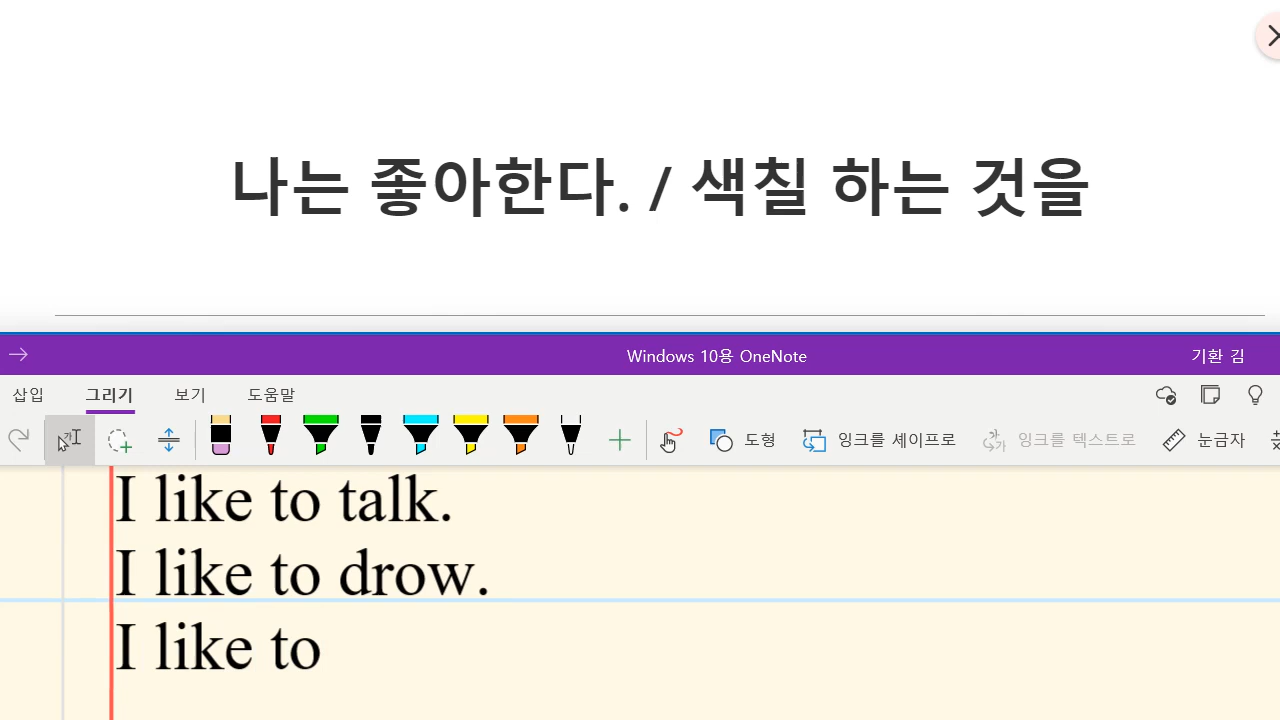 나는 좋아한다. / 색칠 하는 것을
Windows 10용 OneNote
기환 김
삽입 그리기 보기 도움말
도형 잉크를 셰이프로 잉크를 텍스트로 눈금자
I like to talk.
I like to drow.
I like to